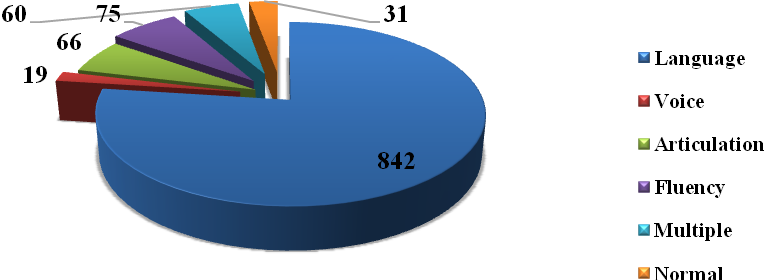 60
75
31
66
19
842
Language
Voice
Articulation
Fluency
Multiple
Normal